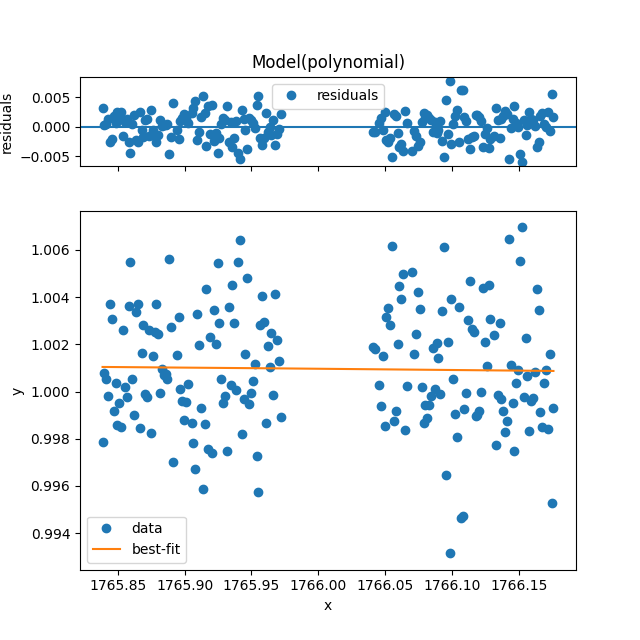 Model(polynomial)
residuals
0.005
0.000
−0.005
residuals
y
1.006
1.004
1.002
1.000
0.998
0.996
0.994
data
best-fit
1765.85 1765.90 1765.95 1766.00 1766.05 1766.10 1766.15
x